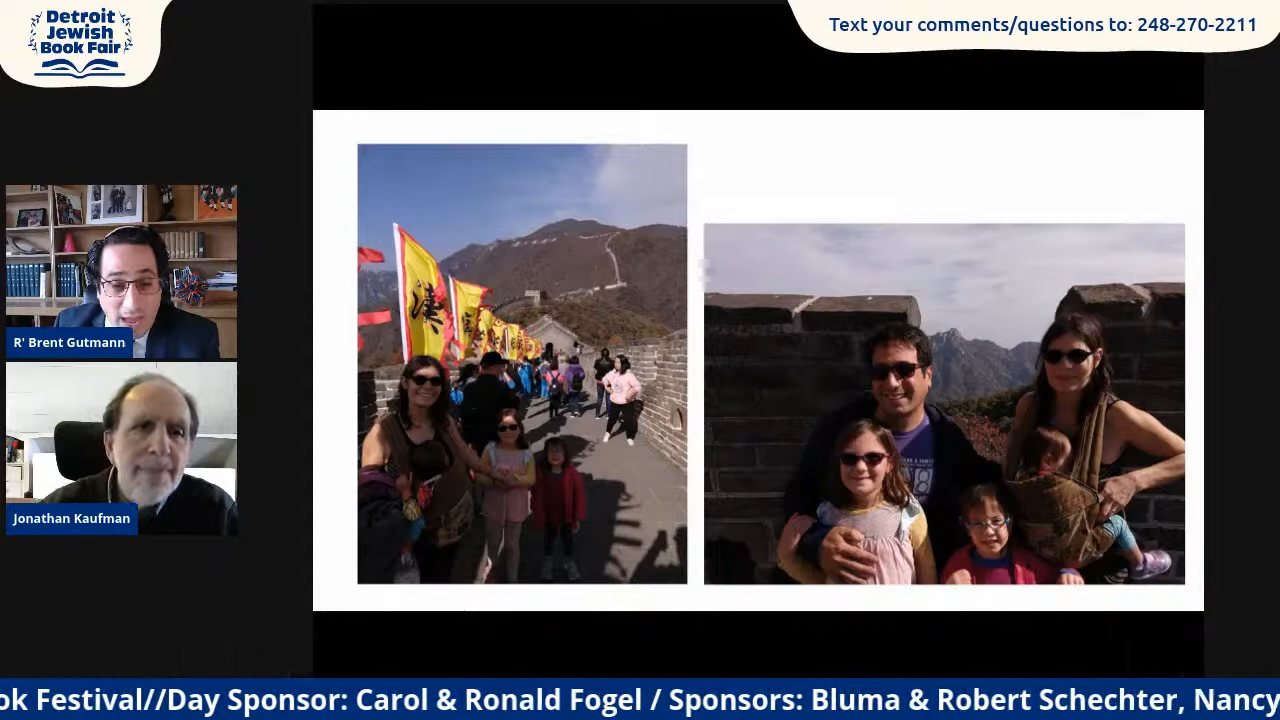 Detroit
Jewish
Book Fair
Text your comments/questions to: 248-270-2211
R' Brent Gutmann
Jonathan Kaufman
ok Festival//Day Sponsor: Carol & Ronald Fogel / Sponsors: Bluma & Robert Schechter, Nancy